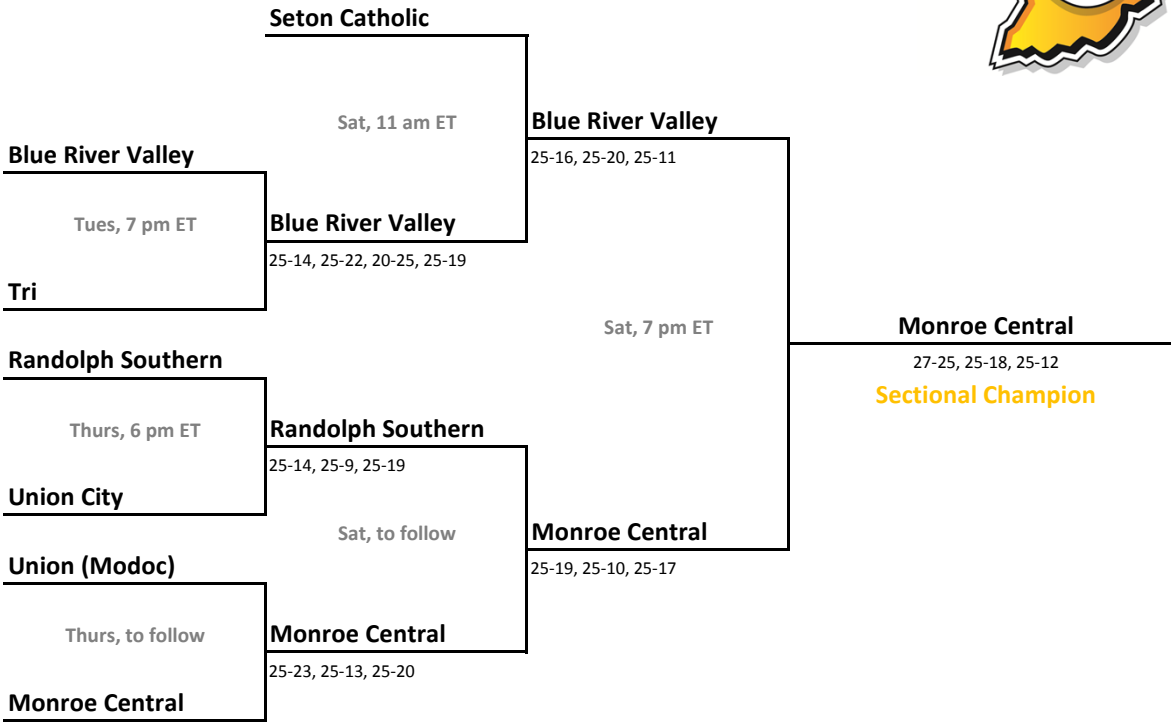 Seton Catholic
Sat, 11 am ET
Blue River Valley
Blue River Valley
25-16, 25-20, 25-11
Tues, 7 pm ET
Blue River Valley
25-14, 25-22, 20-25, 25-19
Tri
Sat, 7 pm ET
Monroe Central
Randolph Southern
27-25, 25-18, 25-12
Sectional Champion
Thurs, 6 pm ET
Randolph Southern
25-14, 25-9, 25-19
Union City
Sat, to follow
Monroe Central
Union (Modoc)
25-19, 25-10, 25-17
Thurs, to follow
Monroe Central
25-23, 25-13, 25-20
Monroe Central